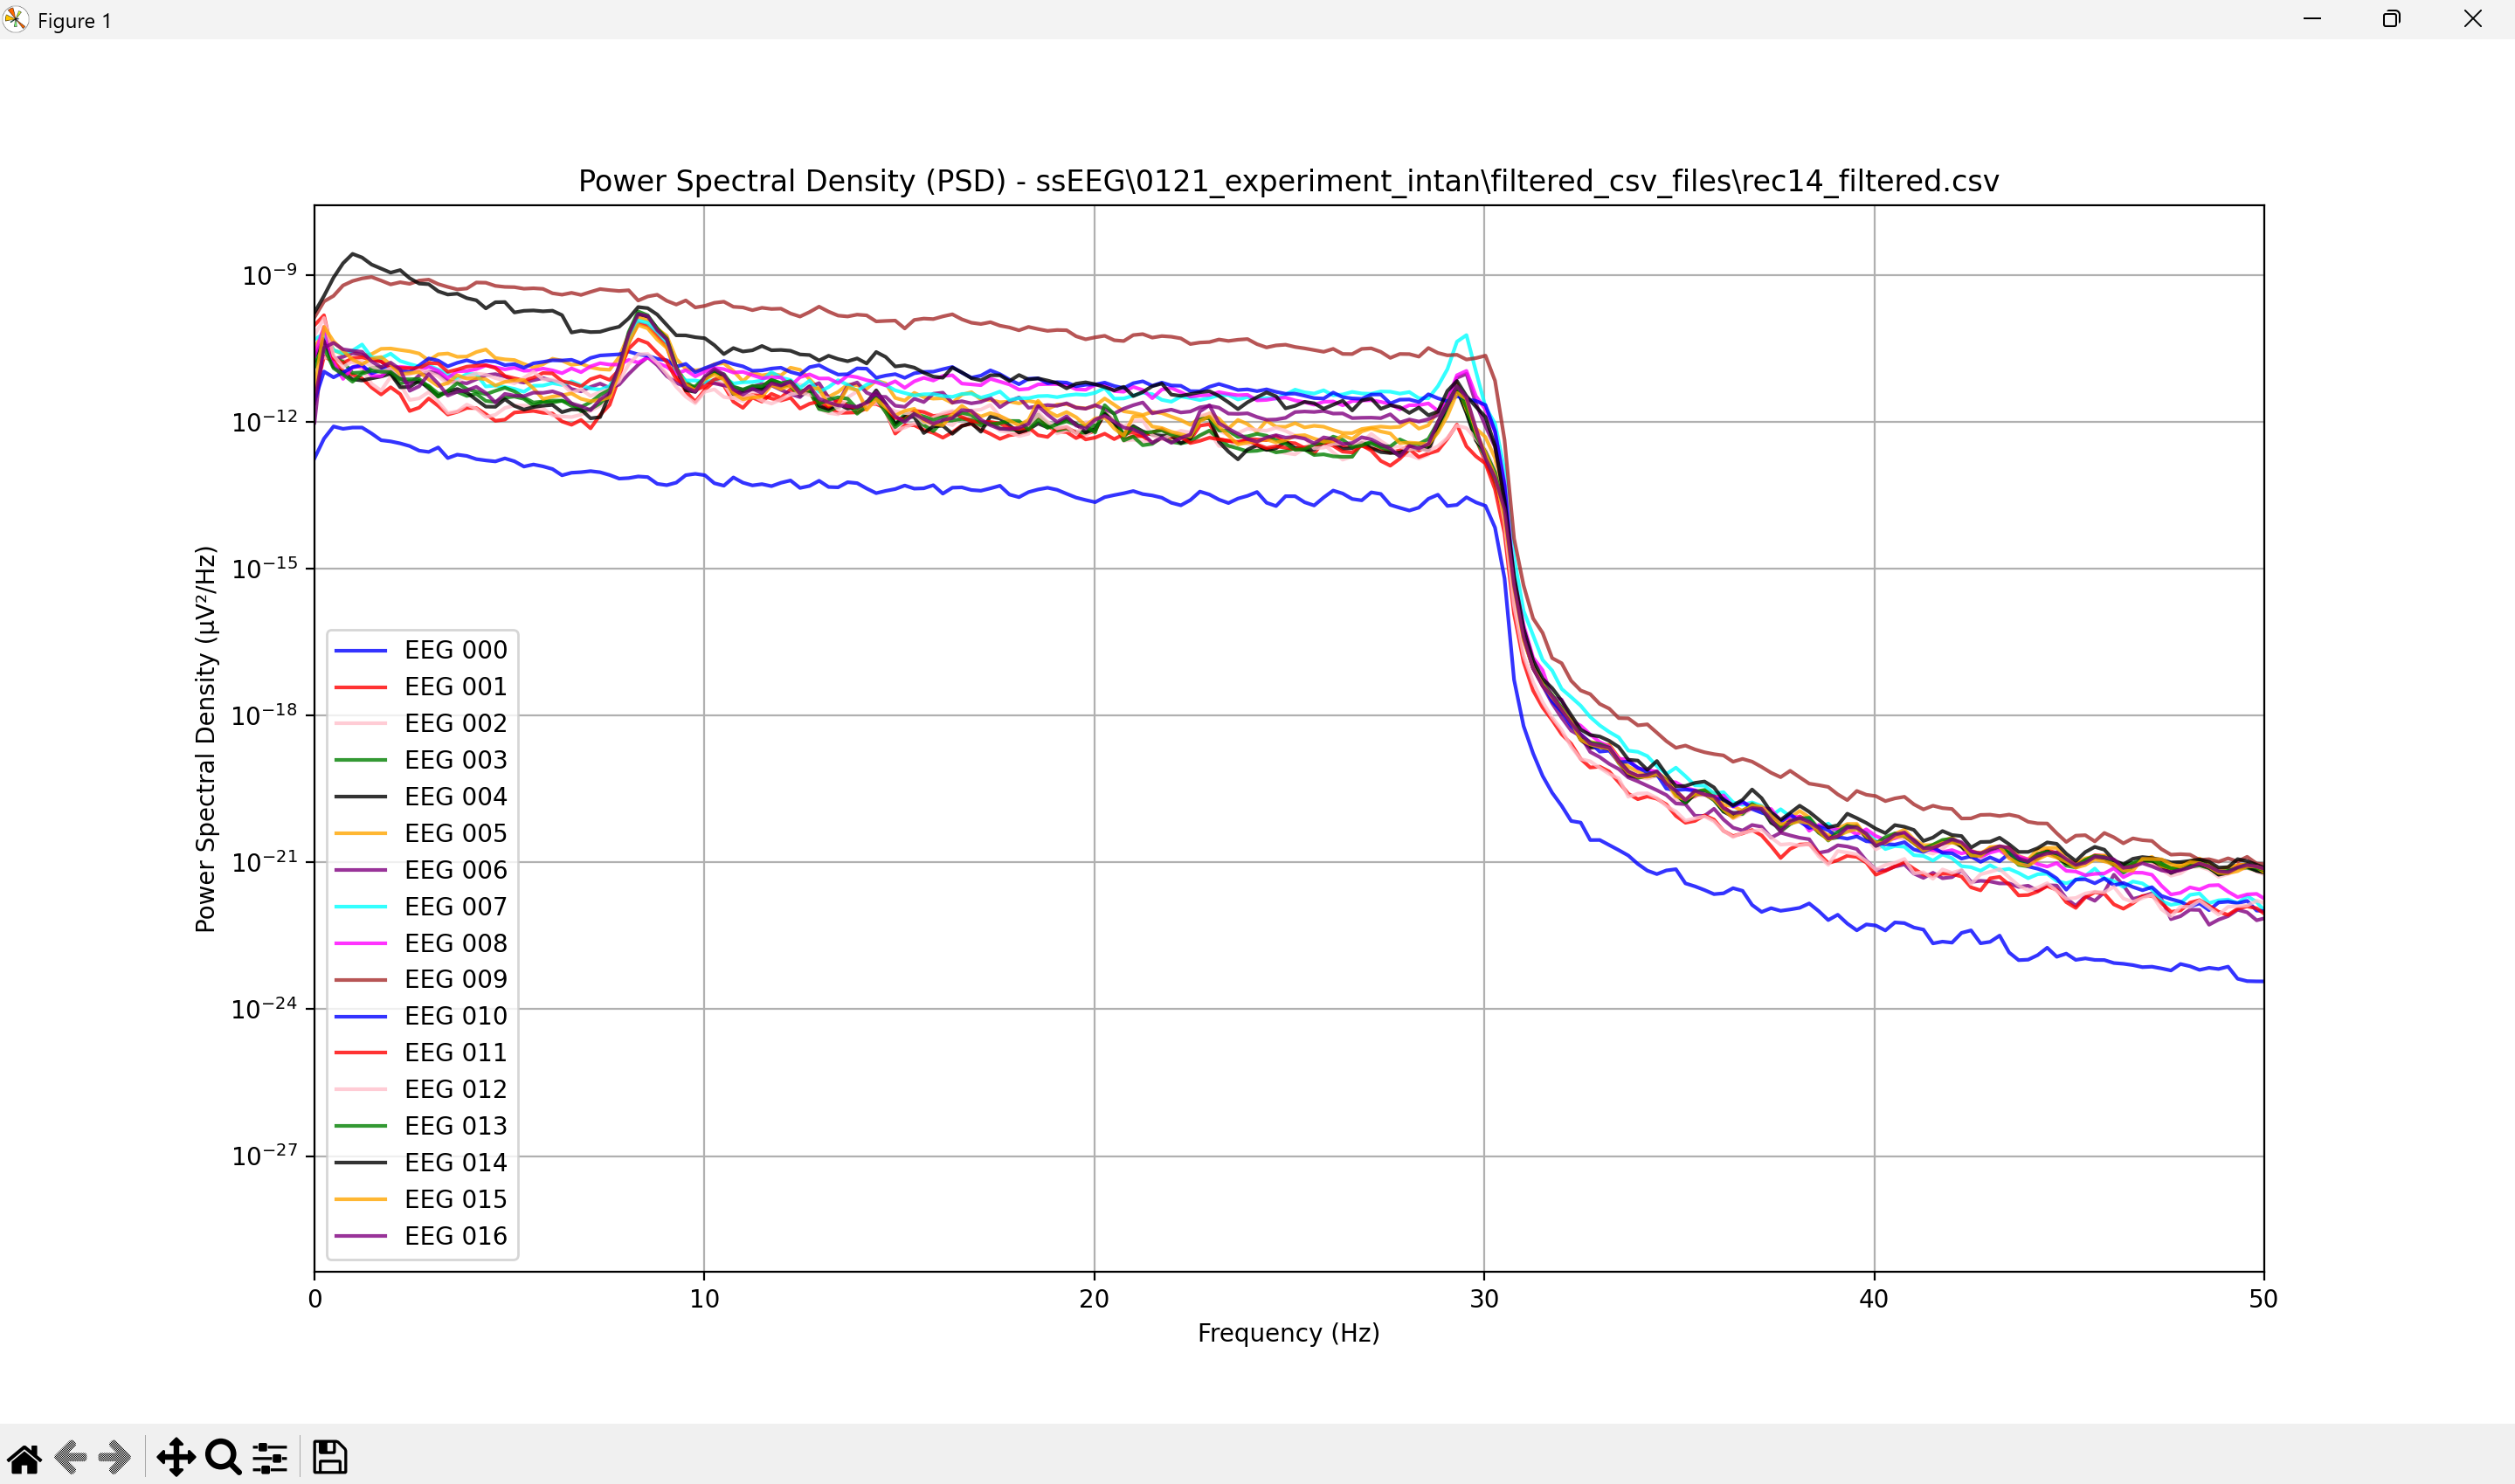 Figure 1
Power Spectral Density (PSD) - ssEEG\0121_experiment_intan\filtered_csv_files\rec14_filtered.csv
Power Spectral Density (µV²/Hz)
10⁻⁹
10⁻¹²
10⁻¹⁵
10⁻¹⁸
10⁻²¹
10⁻²⁴
10⁻²⁷
EEG 000
EEG 001
EEG 002
EEG 003
EEG 004
EEG 005
EEG 006
EEG 007
EEG 008
EEG 009
EEG 010
EEG 011
EEG 012
EEG 013
EEG 014
EEG 015
EEG 016
0 10 20 30 40 50
Frequency (Hz)